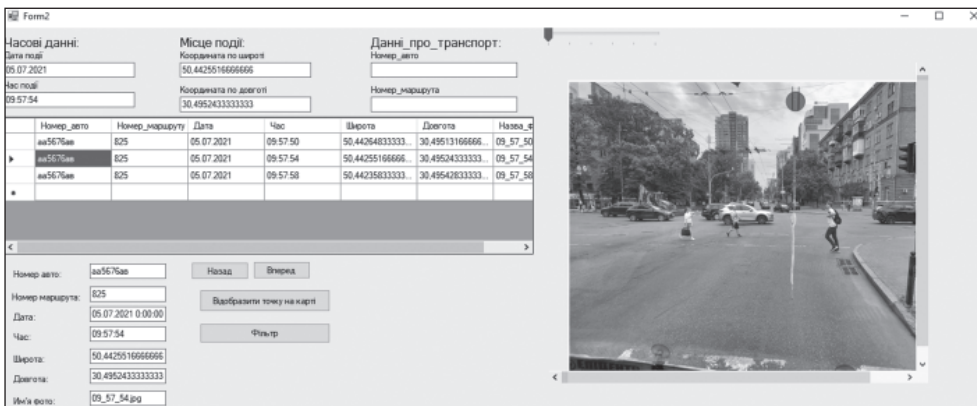 Form2
Часові данні:
Дата події
05.07.2021
Час події
09:57:54
Місце події:
Координата по широті
50,4425516666666
Координата по довготі
30,4952433333333
Данні_про_транспорт:
Номер_авто
Номер_маршрута
Номер_авто Номер_маршруту Дата Час Широта Довгота Назва_ф
аа5676ав 825 05.07.2021 09:57:50 50,44264833333... 30,49513166666... 09_57_50
аа5676ав 825 05.07.2021 09:57:54 50,44255166666... 30,49524333333... 09_57_54
аа5676ав 825 05.07.2021 09:57:58 50,44235833333... 30,49542833333... 09_57_58
Номер авто: аа5676ав
Номер маршрута: 825
Дата: 05.07.2021 0:00:00
Час: 09:57:54
Широта: 50,4425516666666
Довгота: 30,4952433333333
Им'я фото: 09_57_54.jpg
Назад Вперед
Відобразити точку на карті
Фільтр